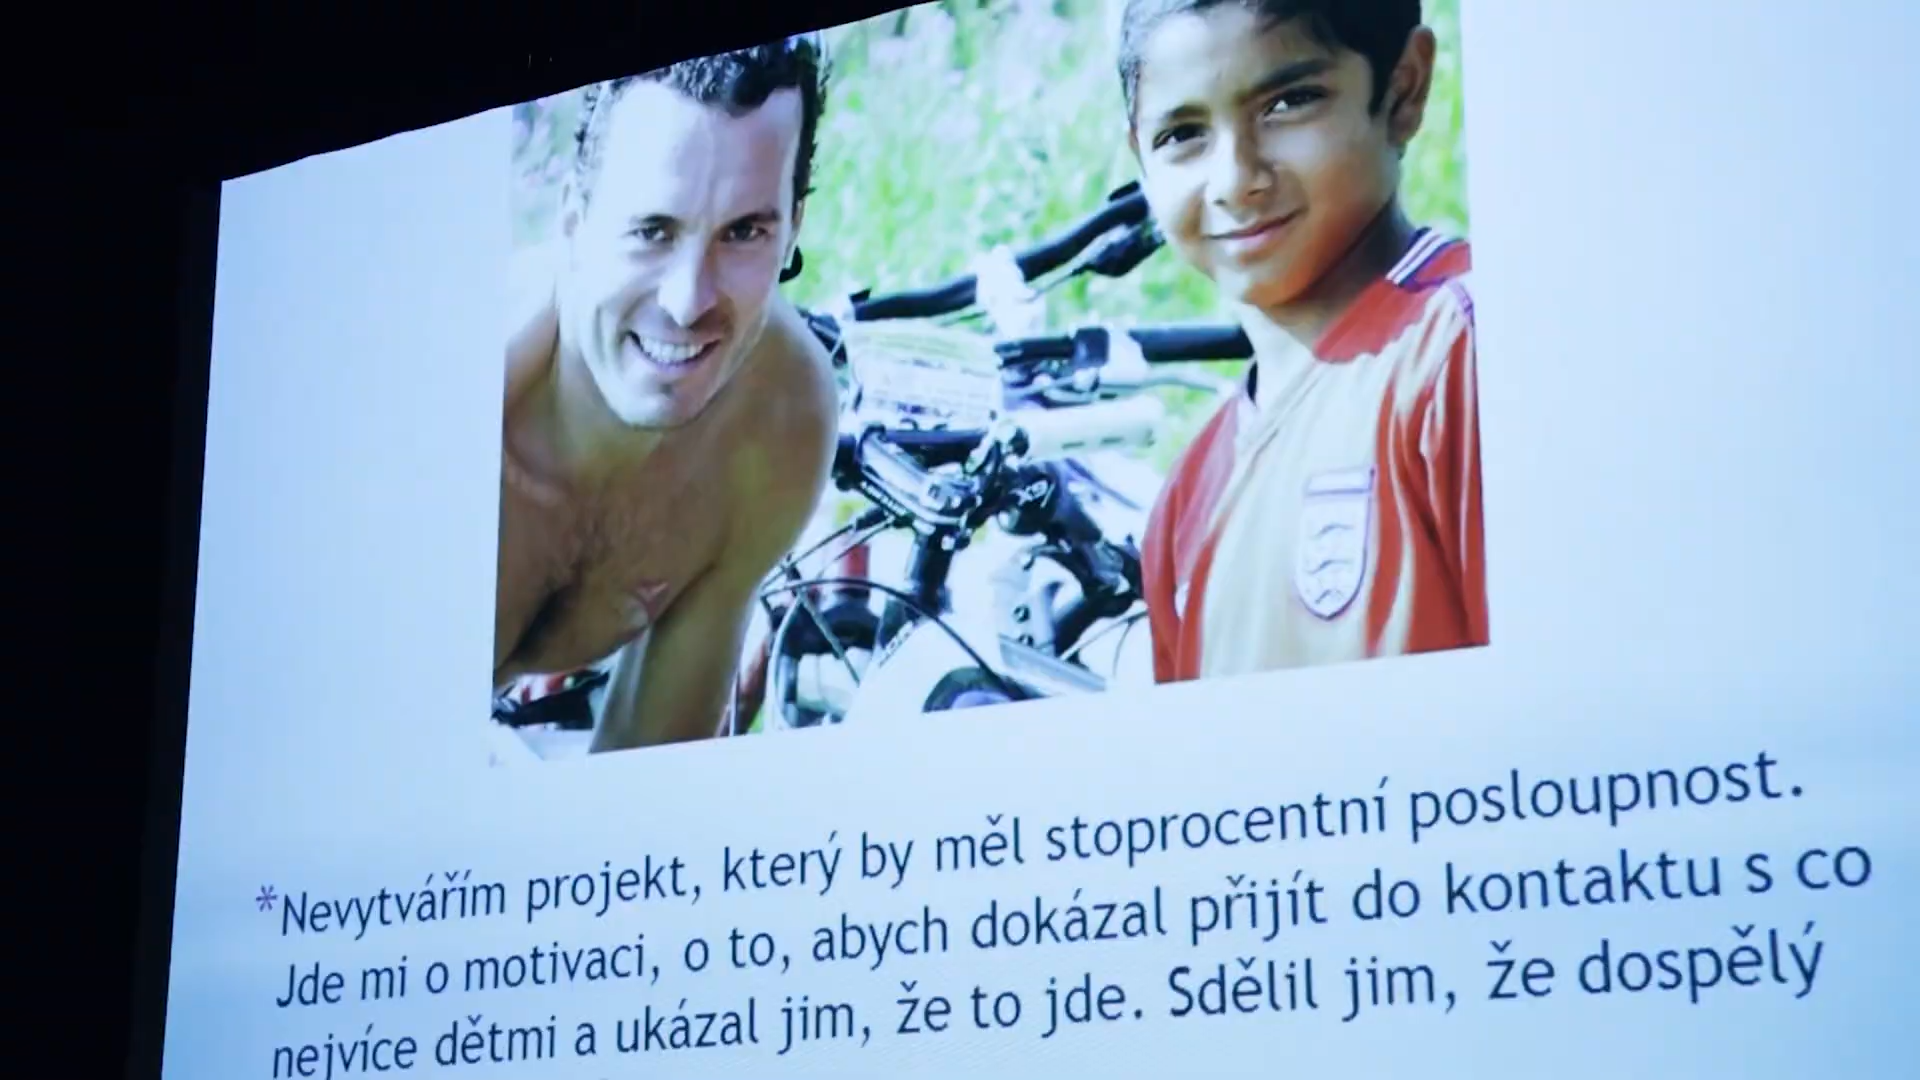 X9
*Nevytvářím projekt, který by měl stoprocentní posloupnost.
Jde mi o motivaci, o to, abych dokázal přijít do kontaktu s co
nejvíce dětmi a ukázal jim, že to jde. Sdělil jim, že dospělý